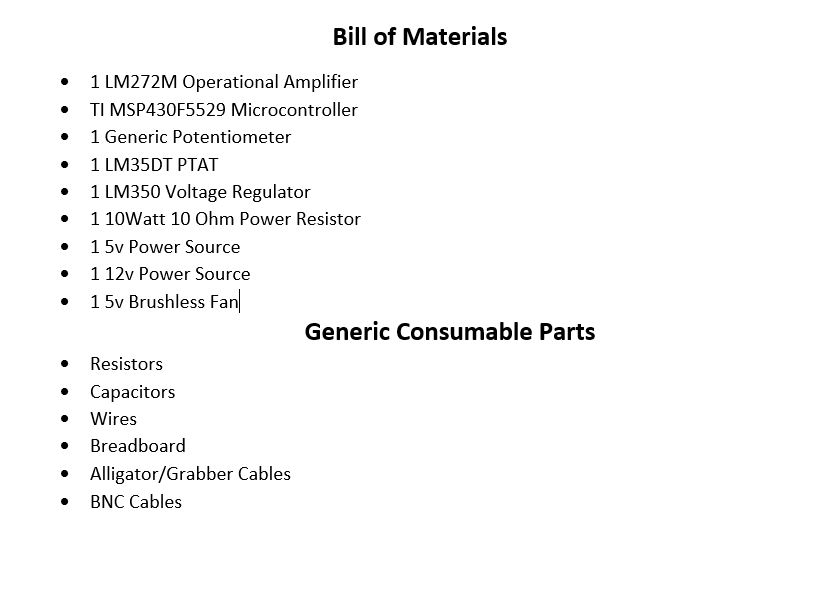 Bill of Materials
• 1 LM272M Operational Amplifier
• TI MSP430F5529 Microcontroller
• 1 Generic Potentiometer
• 1 LM35DT PTAT
• 1 LM350 Voltage Regulator
• 1 10Watt 10 Ohm Power Resistor
• 1 5v Power Source
• 1 12v Power Source
• 1 5v Brushless Fan
Generic Consumable Parts
• Resistors
• Capacitors
• Wires
• Breadboard
• Alligator/Grabber Cables
• BNC Cables